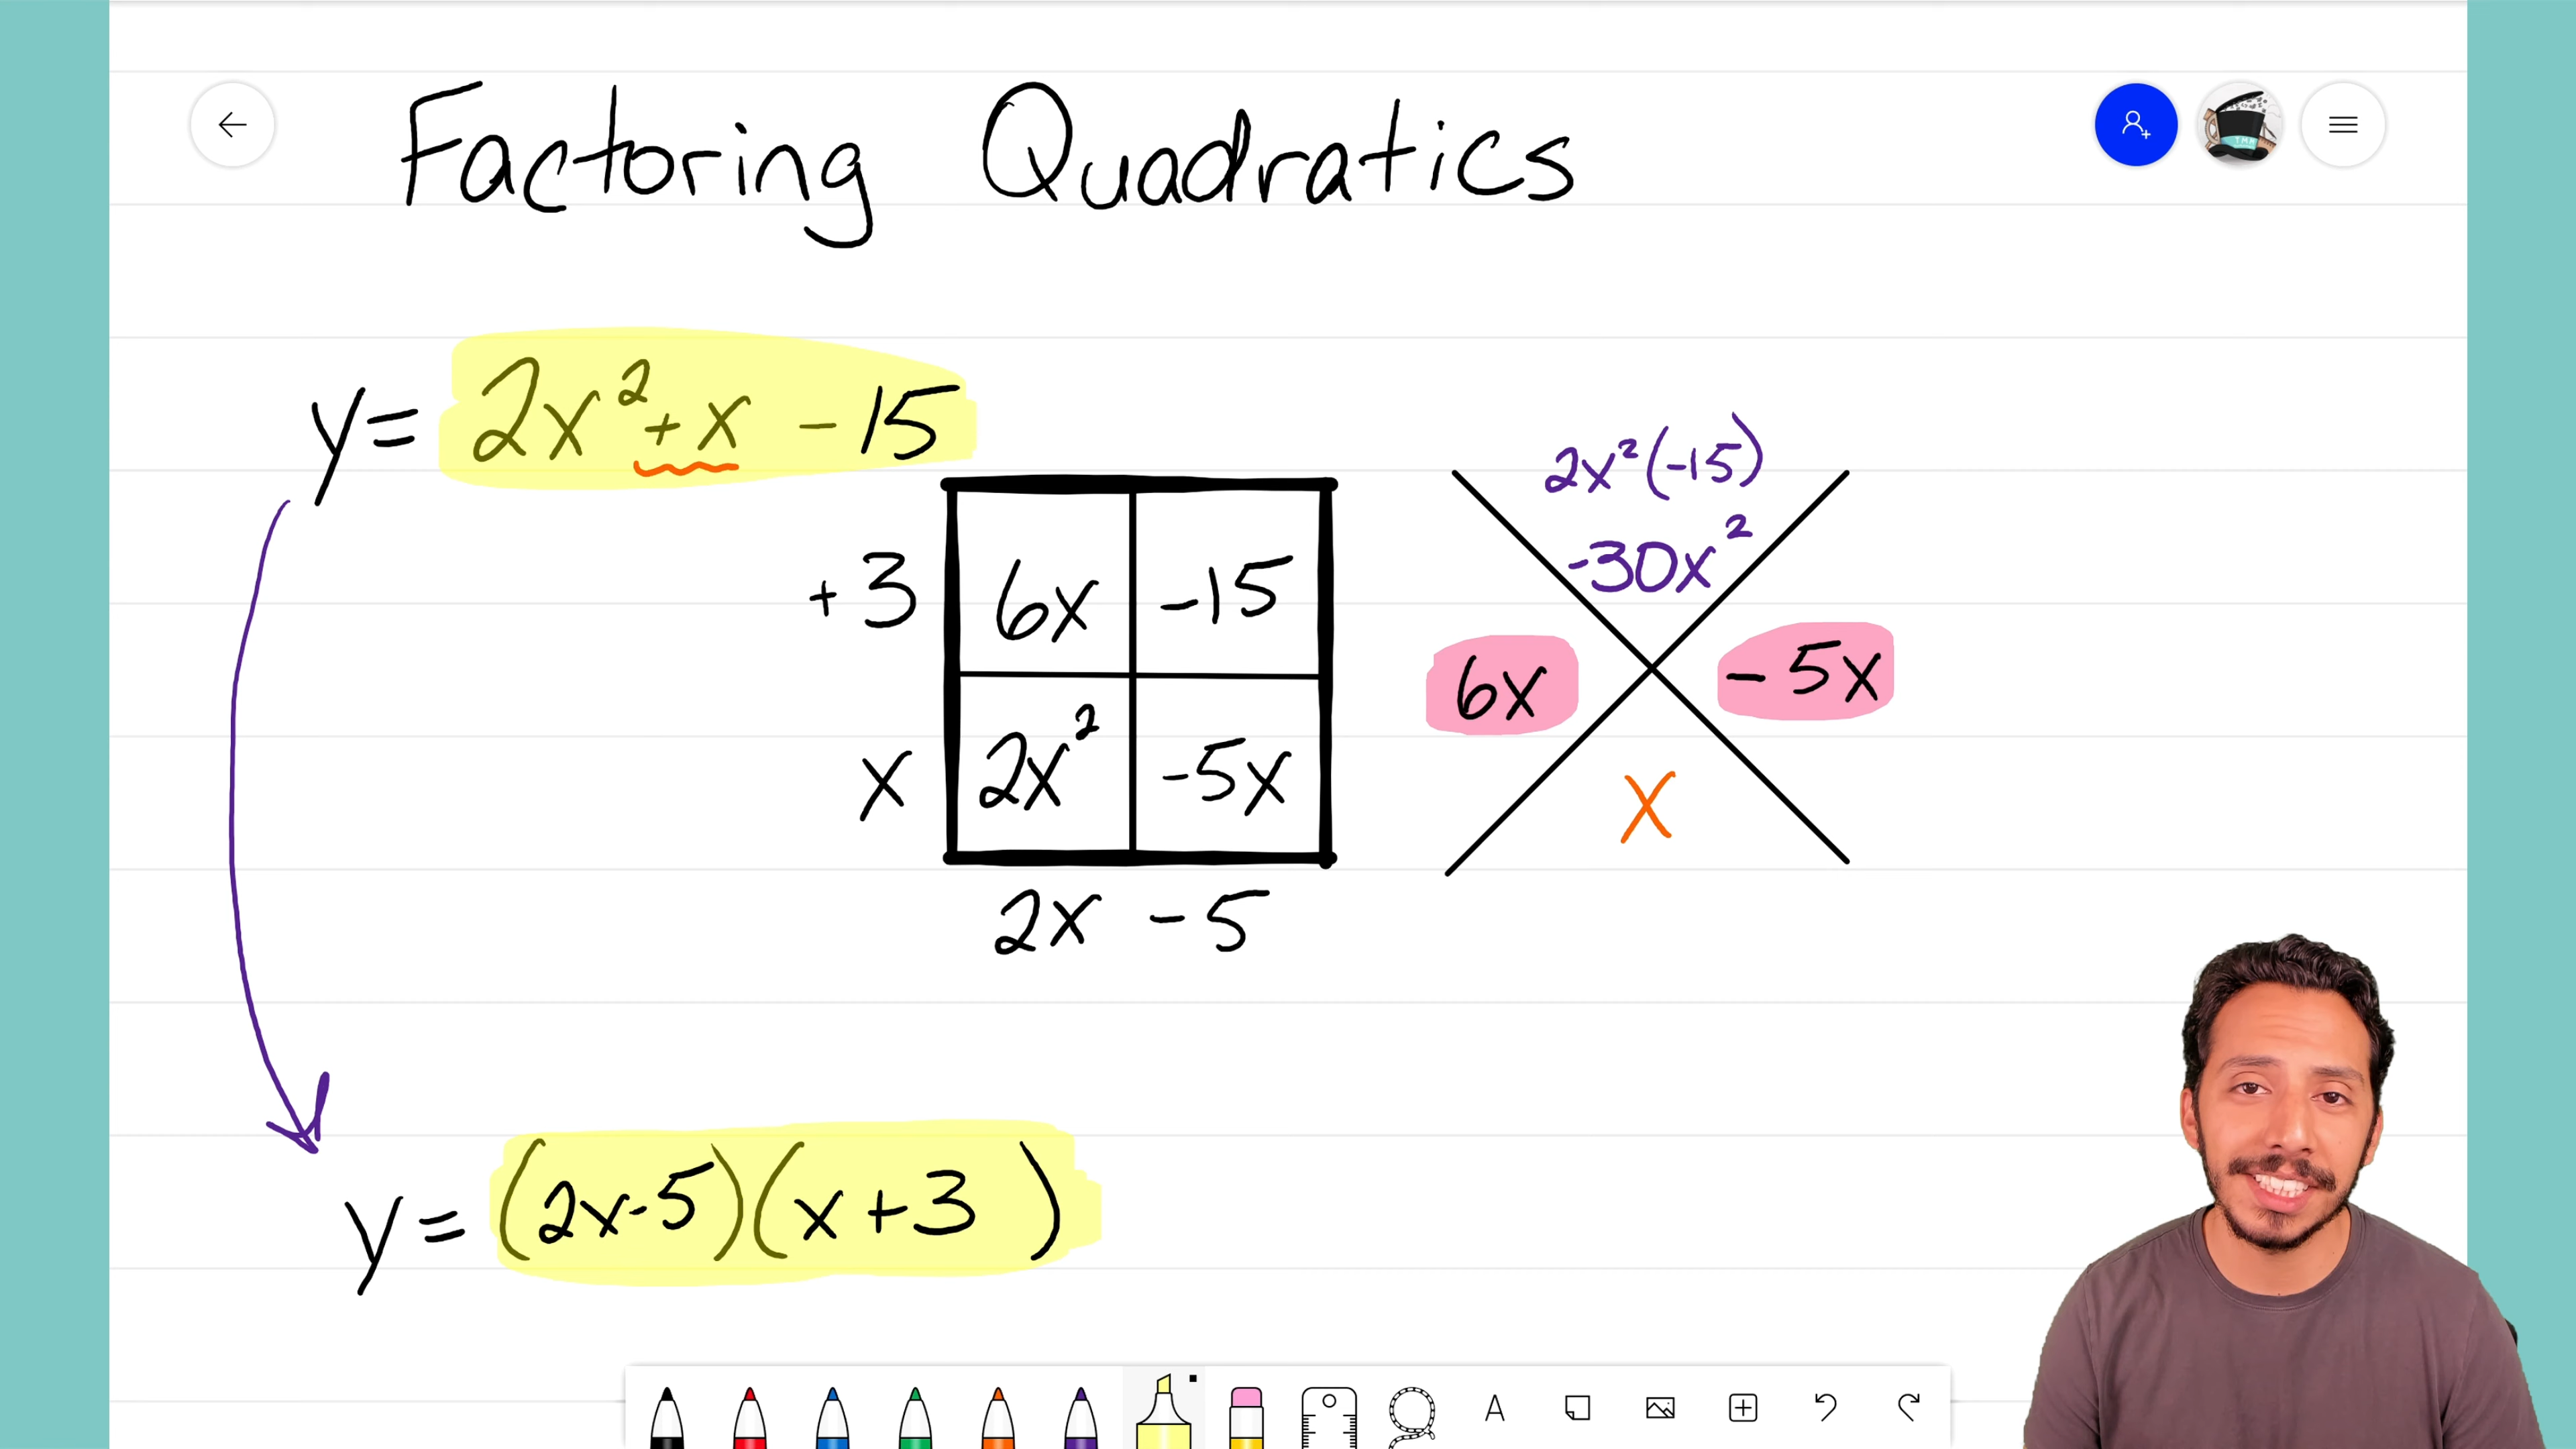 Factoring Quadratics
y= 2x²+x -15
2x²(-15)
-30x²
+3 6x -15
6x -5x
x 2x² -5x
x
2x -5
y= (2x-5)(x+3)
TMH
A